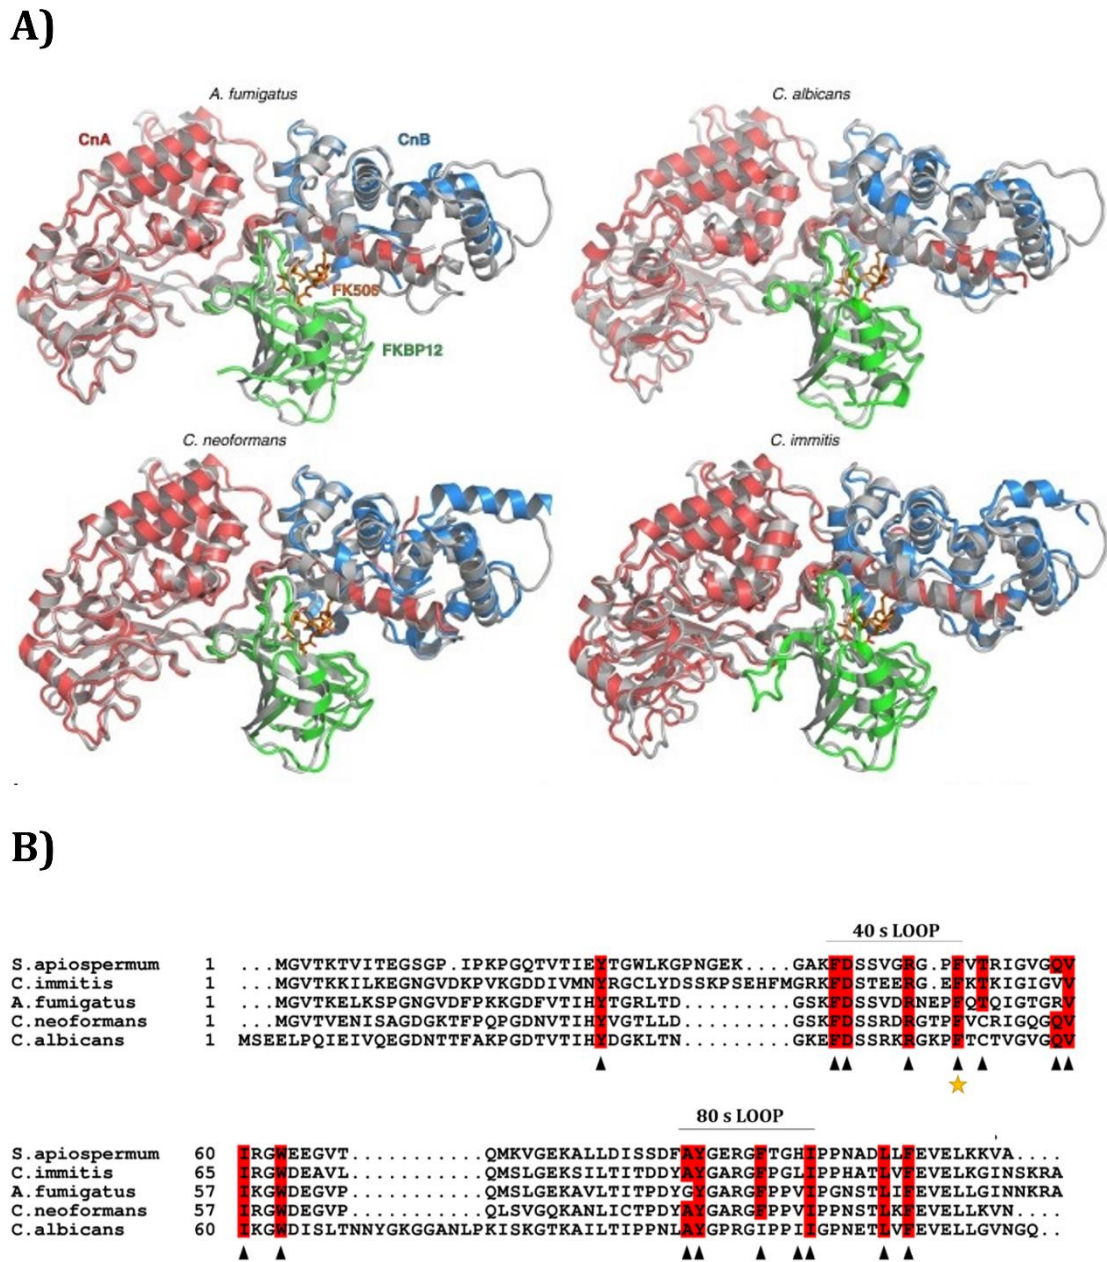 A)
A. fumigatus
C. albicans
CnA
CnB
FK506
FKBP12
C. neoformans
C. immitis
B)
40 s LOOP
S.apiospermum 1 ...MGVTKTVITEGSGP.IPKPGQTVTIEYTGWLKGPNGEK....GAKFDSSVGRG.PFVTRIGVGQV
C.immitis 1 ...MGVTKKILKEGNGVDKPVKGDDIVMNYRGCLYDSSKPSEHFMGRKFDSTEERG.EFKTKIGIGVV
A.fumigatus 1 ...MGVTKELKSPGNGVDFPKKGDFVTIHYTGRLTD.........GSKFDSSVDRNEPFQTQIGTGRV
C.neoformans 1 ...MGVTVENISAGDGKTFPQPGDNVTIHYVGTLLD.........GSKFDSSRDRGTPFVCRIGQGQV
C.albicans 1 MSEELPQIEIVQEGDNTTFAKPGDTVTIHYDGKLTN.........GKEFDSSRKRGKPFTCTVGVGQV
80 s LOOP
S.apiospermum 60 IRGWEEGVT...........QMKVGEKALLDISSDFAYGERGFTGHIPPNADLLFEVELKKVA....
C.immitis 65 IRGWDEAVL...........QMSLGEKSILTITDDYAYGARGFPGLIPPHATLVFEVELLGINSKRA
A.fumigatus 57 IKGWDEGVP...........QMSLGEKAVLTITPDYGYGARGFPPVIPGNSTLIFEVELLGINNKRA
C.neoformans 57 IRGWDEGVP...........QLSVGQKANLICTPDYAYGARGFPPVIPPNSTLLFEVELLKVN....
C.albicans 60 IKGWDISLTNNYGKGGANLPKISKGTKAILTIPPNLAYGPRGIPPIIGPNETLVFEVELLGVNGQ..